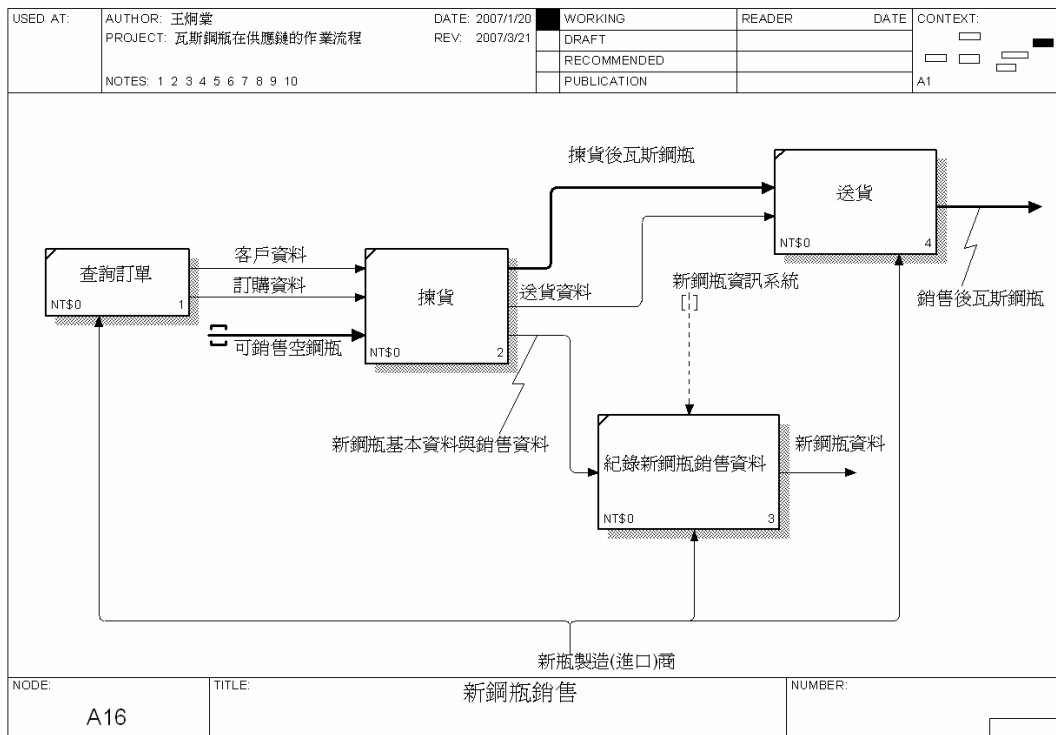 USED AT:
AUTHOR: 王炯棠
DATE: 2007/1/20
PROJECT: 瓦斯鋼瓶在供應鏈的作業流程
REV: 2007/3/21
NOTES: 1 2 3 4 5 6 7 8 9 10
WORKING
DRAFT
RECOMMENDED
PUBLICATION
READER
DATE
CONTEXT:
A1
揀貨後瓦斯鋼瓶
送貨
NT$0
4
客戶資料
查詢訂單
NT$0
1
訂購資料
揀貨
NT$0
2
送貨資料
新鋼瓶資訊系統
銷售後瓦斯鋼瓶
可銷售空鋼瓶
新鋼瓶基本資料與銷售資料
紀錄新鋼瓶銷售資料
NT$0
3
新鋼瓶資料
新瓶製造(進口)商
NODE:
A16
TITLE:
新鋼瓶銷售
NUMBER: